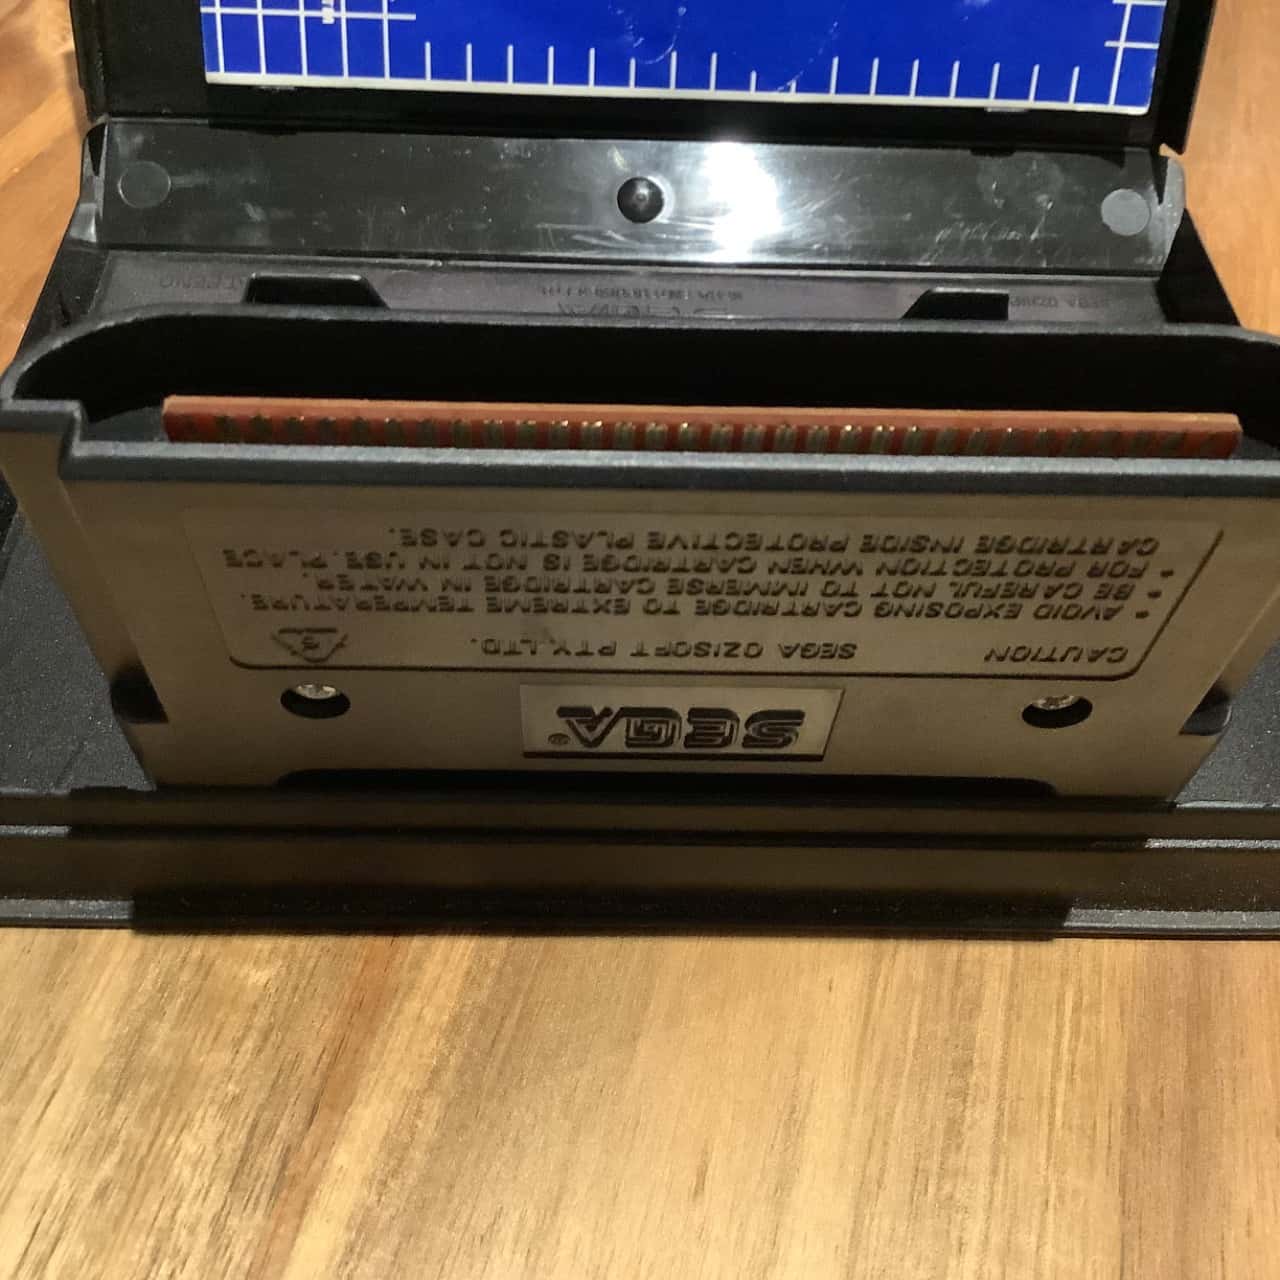 SEGA®
CAUTION SEGA OZISOFT PTY.LTD.
* AVOID EXPOSING CARTRIDGE TO EXTREME TEMPERATURE.
* BE CAREFUL NOT TO IMMERSE CARTRIDGE IN WATER.
* FOR PROTECTION WHEN CARTRIDGE IS NOT IN USE. PLACE
CARTRIDGE INSIDE PROTECTIVE PLASTIC CASE.